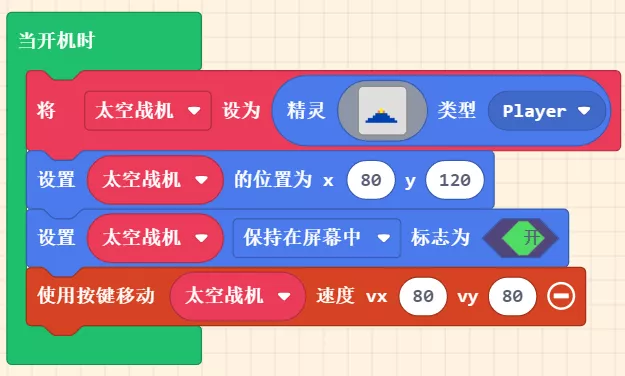 当开机时
将 太空战机 设为 精灵 类型 Player
设置 太空战机 的位置为 x 80 y 120
设置 太空战机 保持在屏幕中 标志为 开
使用按键移动 太空战机 速度 vx 80 vy 80